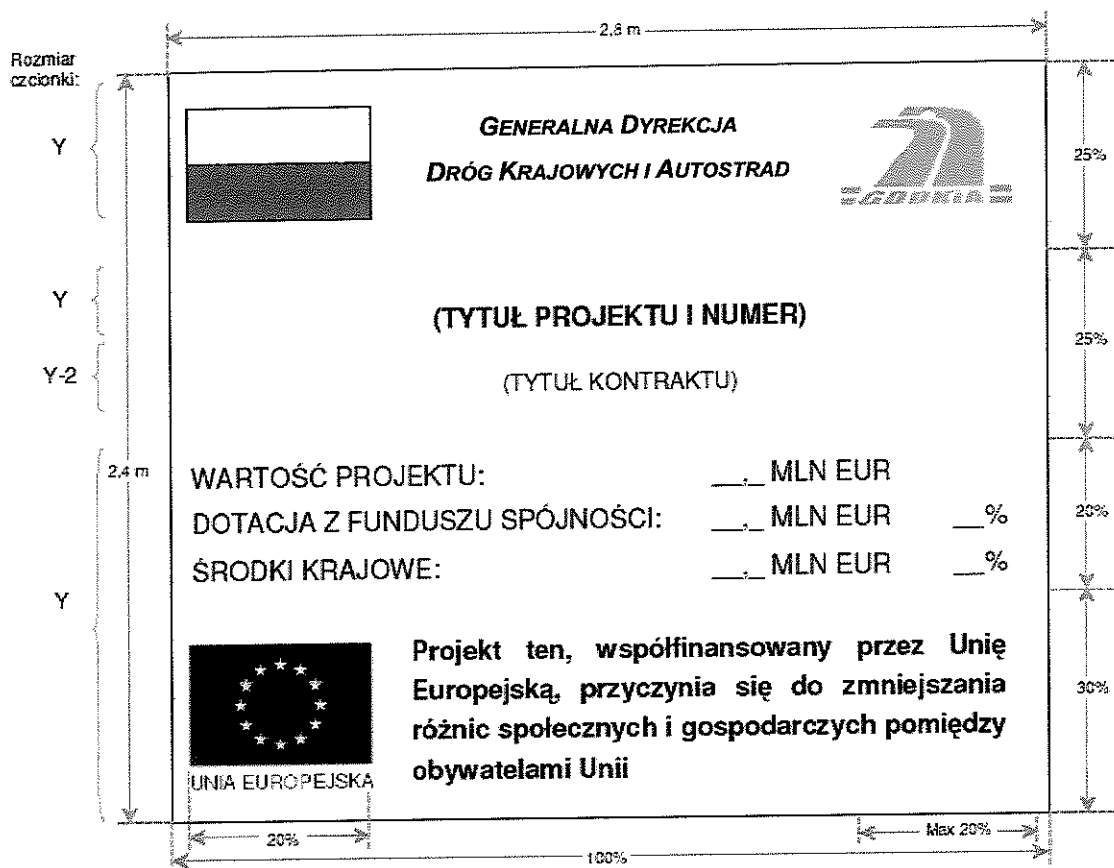 2,8 m
Rozmiar
czcionki:
Y
GENERALNA DYREKCJA
DRÓG KRAJOWYCH I AUTOSTRAD
GDDKiA
25%
Y
(TYTUŁ PROJEKTU I NUMER)
25%
Y-2
(TYTUŁ KONTRAKTU)
2,4 m
WARTOŚĆ PROJEKTU: __,_ MLN EUR
DOTACJA Z FUNDUSZU SPÓJNOŚCI: __,_ MLN EUR __%
20%
ŚRODKI KRAJOWE: __,_ MLN EUR __%
Y
Projekt ten, współfinansowany przez Unię
Europejską, przyczynia się do zmniejszania
różnic społecznych i gospodarczych pomiędzy
obywatelami Unii
30%
UNIA EUROPEJSKA
20%
Max 20%
100%